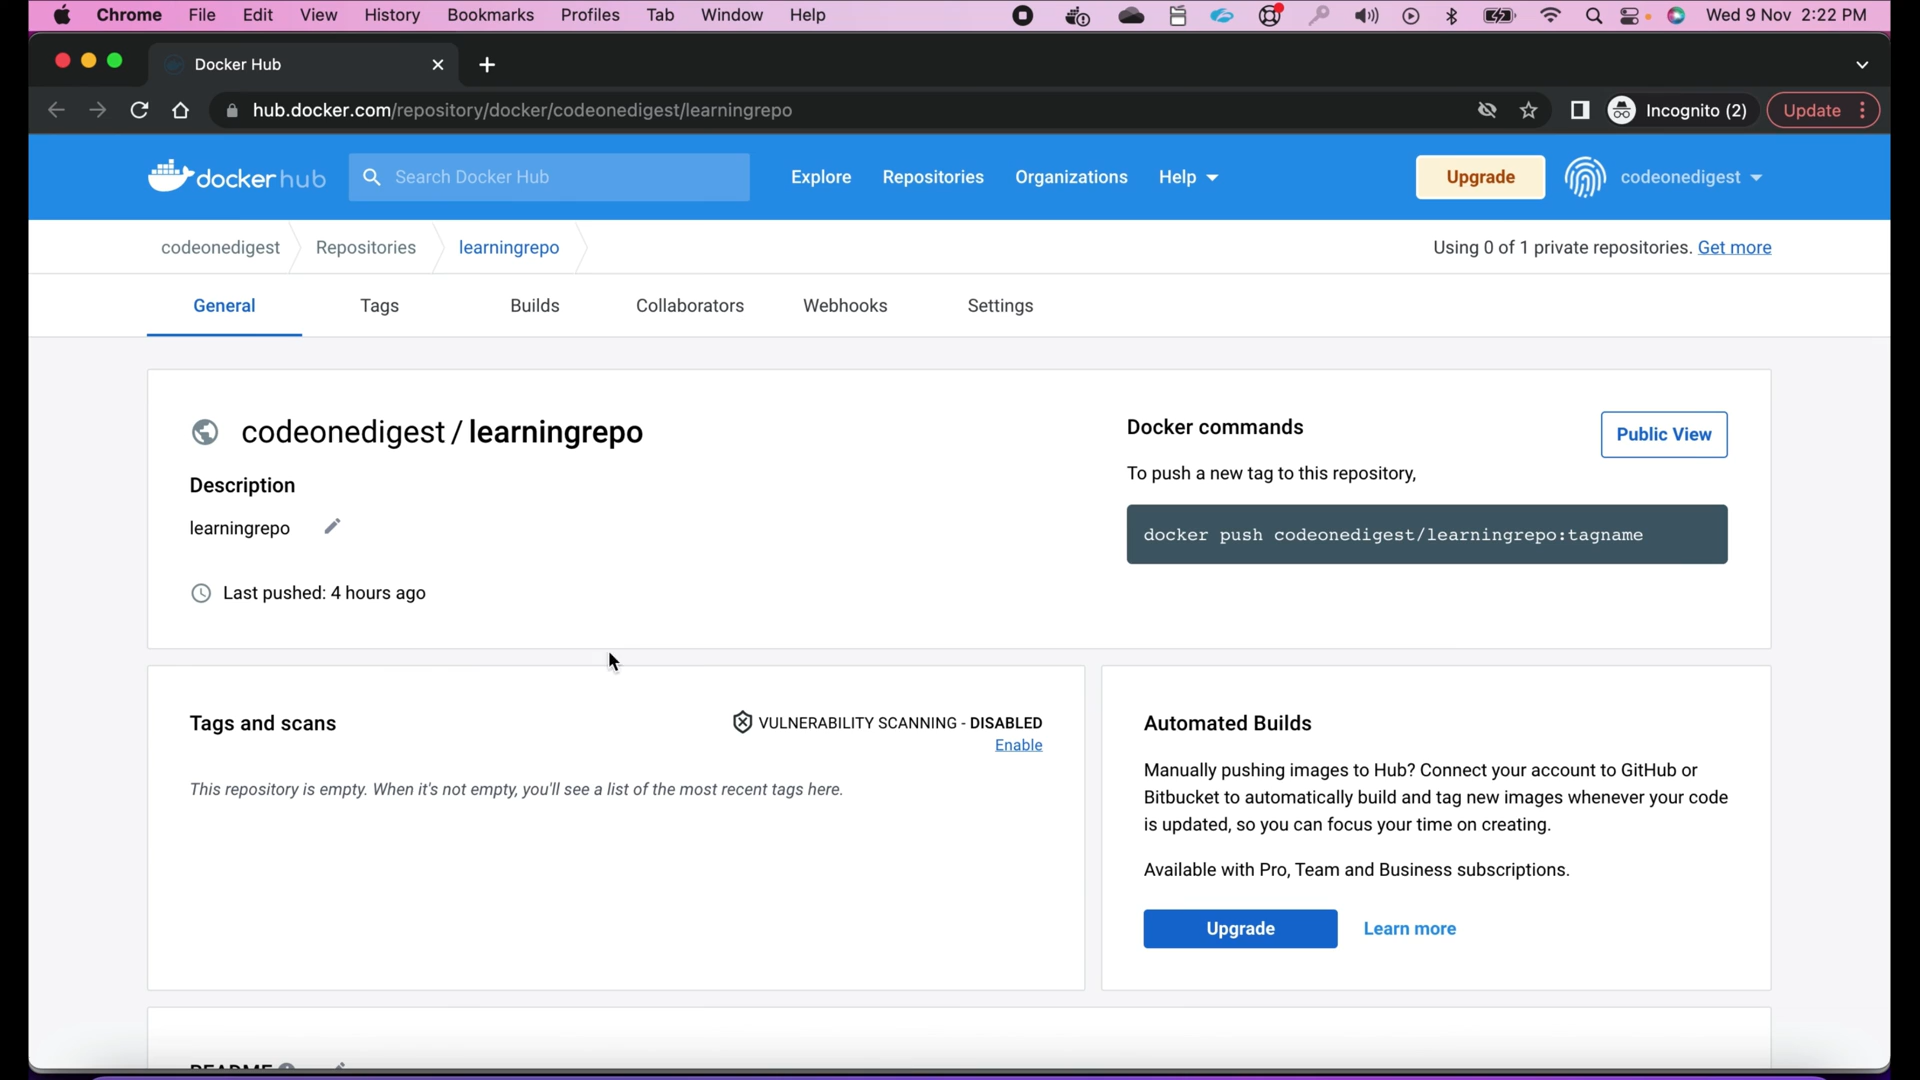 Chrome File Edit View History Bookmarks Profiles Tab Window Help Wed 9 Nov 2:22 PM
Docker Hub
hub.docker.com/repository/docker/codeonedigest/learningrepo Incognito (2) Update
dockerhub Search Docker Hub Explore Repositories Organizations Help Upgrade codeonedigest
codeonedigest Repositories learningrepo Using 0 of 1 private repositories. Get more
General Tags Builds Collaborators Webhooks Settings
codeonedigest / learningrepo
Description
learningrepo
Last pushed: 4 hours ago
Docker commands
Public View
To push a new tag to this repository,
docker push codeonedigest/learningrepo:tagname
Tags and scans
VULNERABILITY SCANNING - DISABLED
Enable
This repository is empty. When it's not empty, you'll see a list of the most recent tags here.
Automated Builds
Manually pushing images to Hub? Connect your account to GitHub or
Bitbucket to automatically build and tag new images whenever your code
is updated, so you can focus your time on creating.
Available with Pro, Team and Business subscriptions.
Upgrade Learn more
README